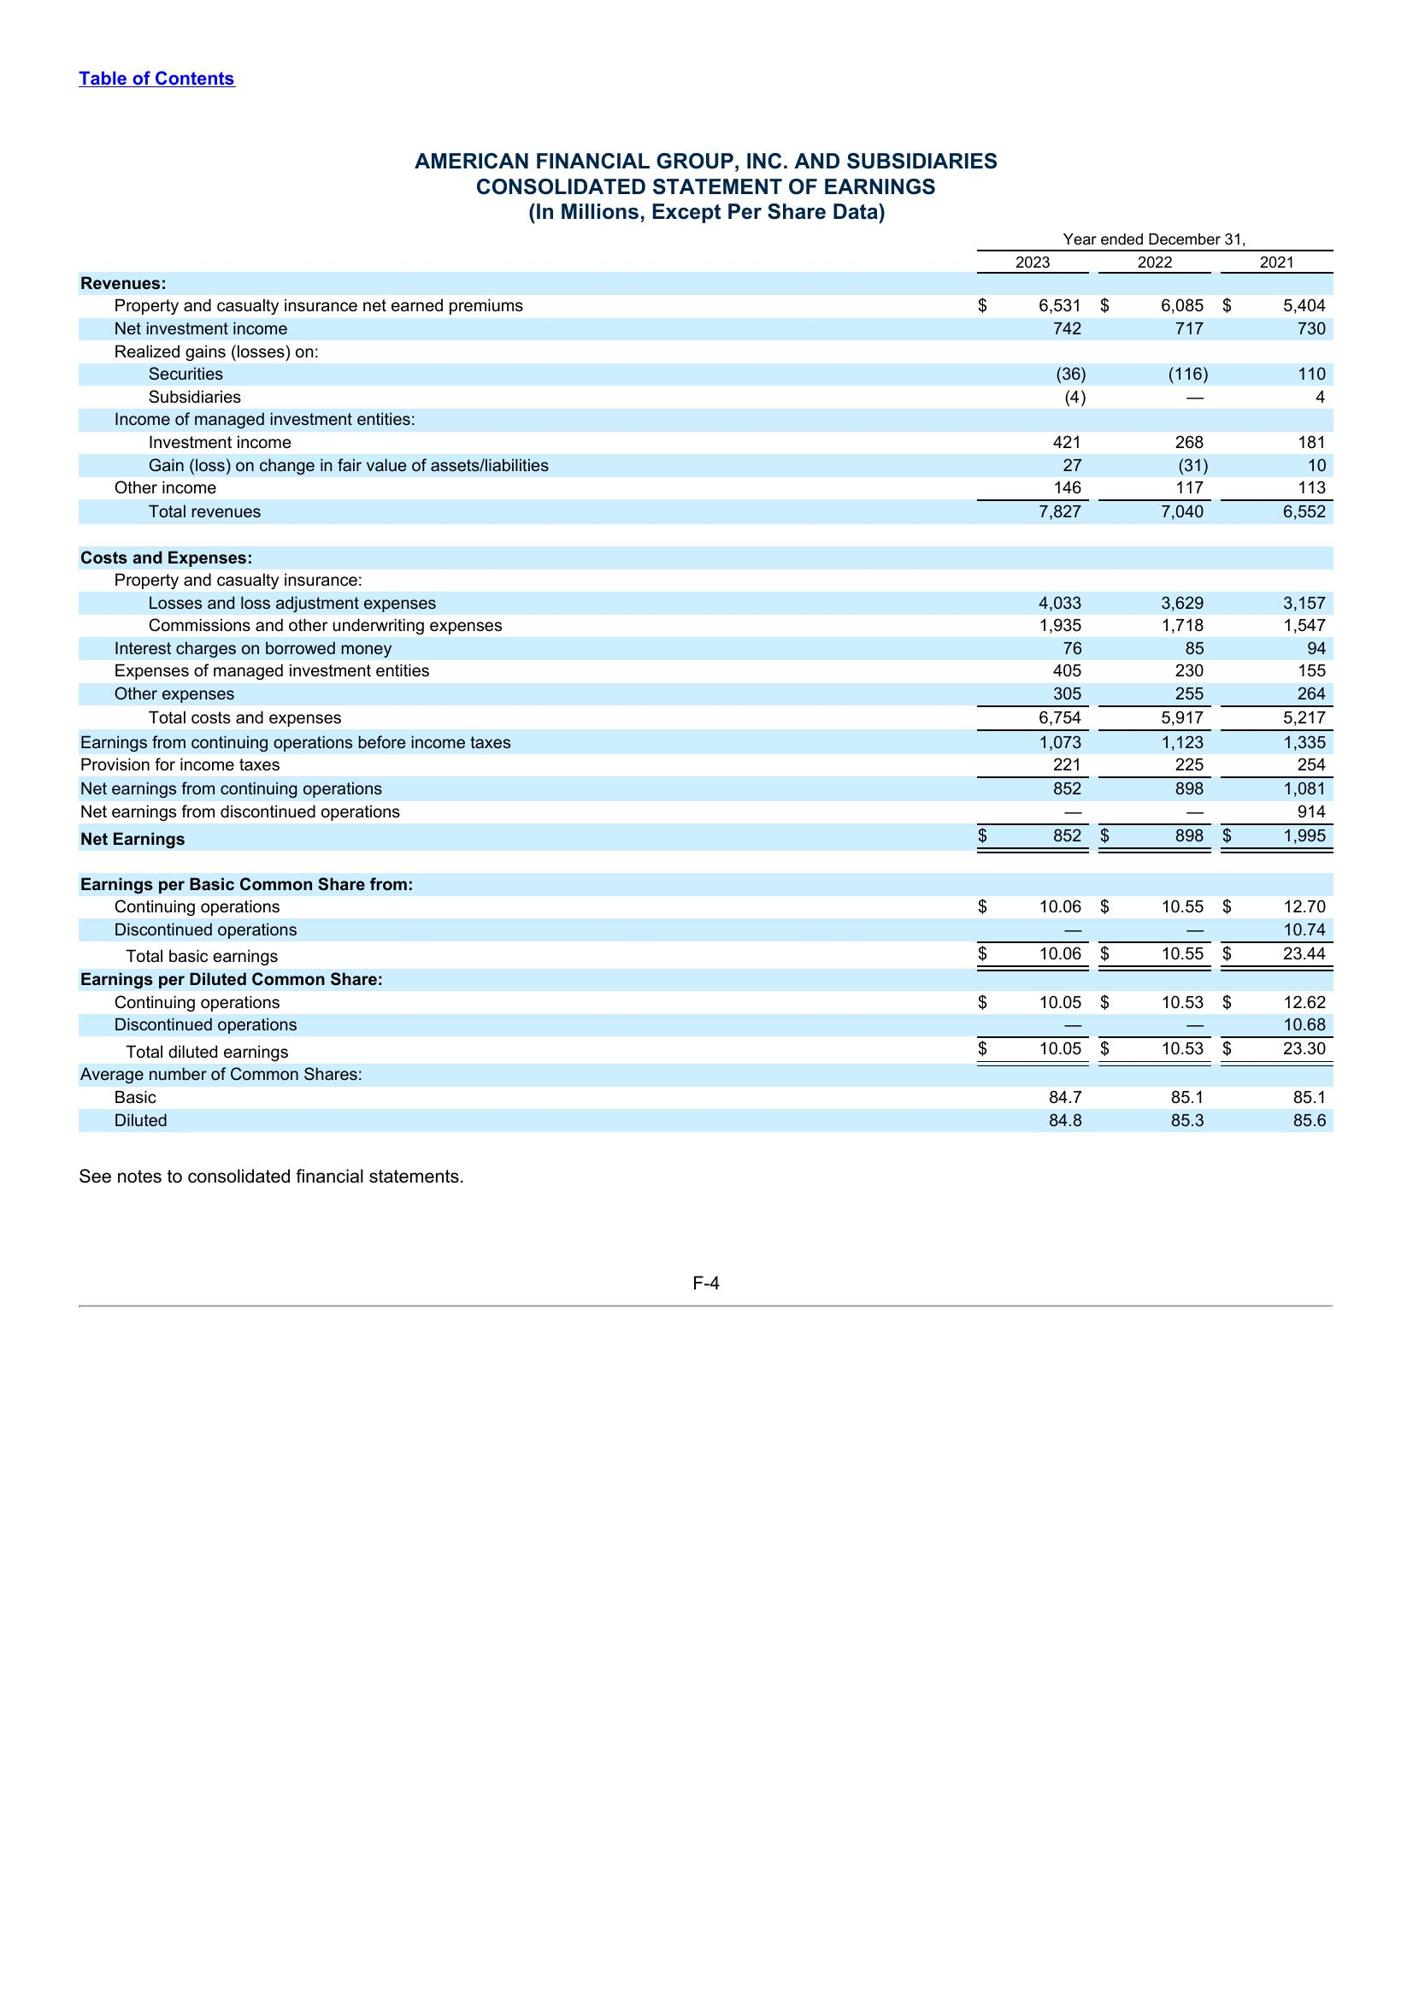 Table of Contents
AMERICAN FINANCIAL GROUP, INC. AND SUBSIDIARIES
CONSOLIDATED STATEMENT OF EARNINGS
(In Millions, Except Per Share Data)
Year ended December 31,
2023 2022 2021
Revenues:
Property and casualty insurance net earned premiums $ 6,531 $ 6,085 $ 5,404
Net investment income 742 717 730
Realized gains (losses) on:
Securities (36) (116) 110
Subsidiaries (4) — 4
Income of managed investment entities:
Investment income 421 268 181
Gain (loss) on change in fair value of assets/liabilities 27 (31) 10
Other income 146 117 113
Total revenues 7,827 7,040 6,552
Costs and Expenses:
Property and casualty insurance:
Losses and loss adjustment expenses 4,033 3,629 3,157
Commissions and other underwriting expenses 1,935 1,718 1,547
Interest charges on borrowed money 76 85 94
Expenses of managed investment entities 405 230 155
Other expenses 305 255 264
Total costs and expenses 6,754 5,917 5,217
Earnings from continuing operations before income taxes 1,073 1,123 1,335
Provision for income taxes 221 225 254
Net earnings from continuing operations 852 898 1,081
Net earnings from discontinued operations — — 914
Net Earnings $ 852 $ 898 $ 1,995
Earnings per Basic Common Share from:
Continuing operations $ 10.06 $ 10.55 $ 12.70
Discontinued operations — — 10.74
Total basic earnings $ 10.06 $ 10.55 $ 23.44
Earnings per Diluted Common Share:
Continuing operations $ 10.05 $ 10.53 $ 12.62
Discontinued operations — — 10.68
Total diluted earnings $ 10.05 $ 10.53 $ 23.30
Average number of Common Shares:
Basic 84.7 85.1 85.1
Diluted 84.8 85.3 85.6
See notes to consolidated financial statements.
F-4